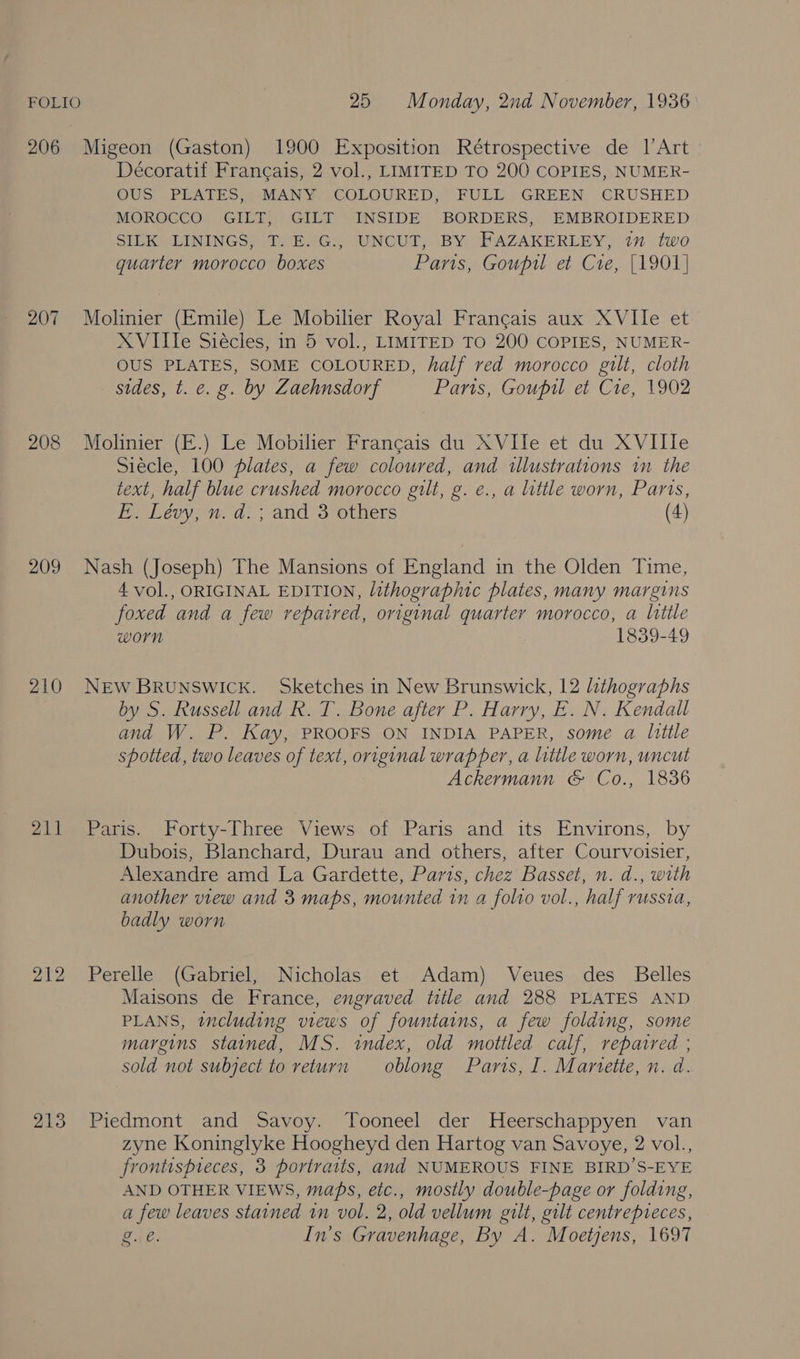 FOLIO 25 Monday, 2nd November, 1936
206 Migeon (Gaston) 1900 Exposition Rétrospective de l'Art
Décoratif Français, 2 vol., LIMITED TO 200 COPIES, NUMER-
OUS PLATES, MANY COLOURED, FULL GREEN CRUSHED
MOROCCO GILT, GILT INSIDE BORDERS, EMBROIDERED
SILK LININGS, T. E. G., UNCUT, BY FAZAKERLEY, in two
quarter morocco boxes Paris, Goupil et Cie, [1901]
207 Molinier (Emile) Le Mobilier Royal Français aux XVIIe et
XVIIIe Siècles, in 5 vol., LIMITED TO 200 COPIES, NUMER-
OUS PLATES, SOME COLOURED, half red morocco gilt, cloth
sides, t. e. g. by Zaehnsdorf Paris, Goupil et Cie, 1902
208 Molinier (E.) Le Mobilier Français du XVIIe et du XVIIIe
Siècle, 100 plates, a few coloured, and illustrations in the
text, half blue crushed morocco gilt, g. e., a little worn, Paris,
E. Lévy, n. d. ; and 3 others (4)
209 Nash (Joseph) The Mansions of England in the Olden Time,
4 vol., ORIGINAL EDITION, lithographic plates, many margins
foxed and a few repaired, original quarter morocco, a little
worn 1839-49
210 NEW BRUNSWICK. Sketches in New Brunswick, 12 lithographs
by S. Russell and R. T. Bone after P. Harry, E. N. Kendall
and W. P. Kay, PROOFS ON INDIA PAPER, some a little
spotted, two leaves of text, original wrapper, a little worn, uncut
Ackermann & Co., 1836
211 Paris. Forty-Three Views of Paris and its Environs, by
Dubois, Blanchard, Durau and others, after Courvoisier,
Alexandre amd La Gardette, Paris, chez Basset, n. d., with
another view and 3 maps, mounted in a folio vol., half russia,
badly worn
212 Perelle (Gabriel, Nicholas et Adam) Veues des Belles
Maisons de France, engraved title and 288 PLATES AND
PLANS, including views of fountains, a few folding, some
margins stained, MS. index, old mottled calf, repaired ;
sold not subject to return oblong Paris, I. Mariette, n. d.
213 Piedmont and Savoy. Tooneel der Heerschappyen van
zyne Koninglyke Hoogheyd den Hartog van Savoye, 2 vol.,
frontispieces, 3 portraits, and NUMEROUS FINE BIRD'S-EYE
AND OTHER VIEWS, maps, etc., mostly double-page or folding,
a few leaves stained in vol. 2, old vellum gilt, gilt centrepieces,
g. e. In's Gravenhage, By A. Moetjens, 1697